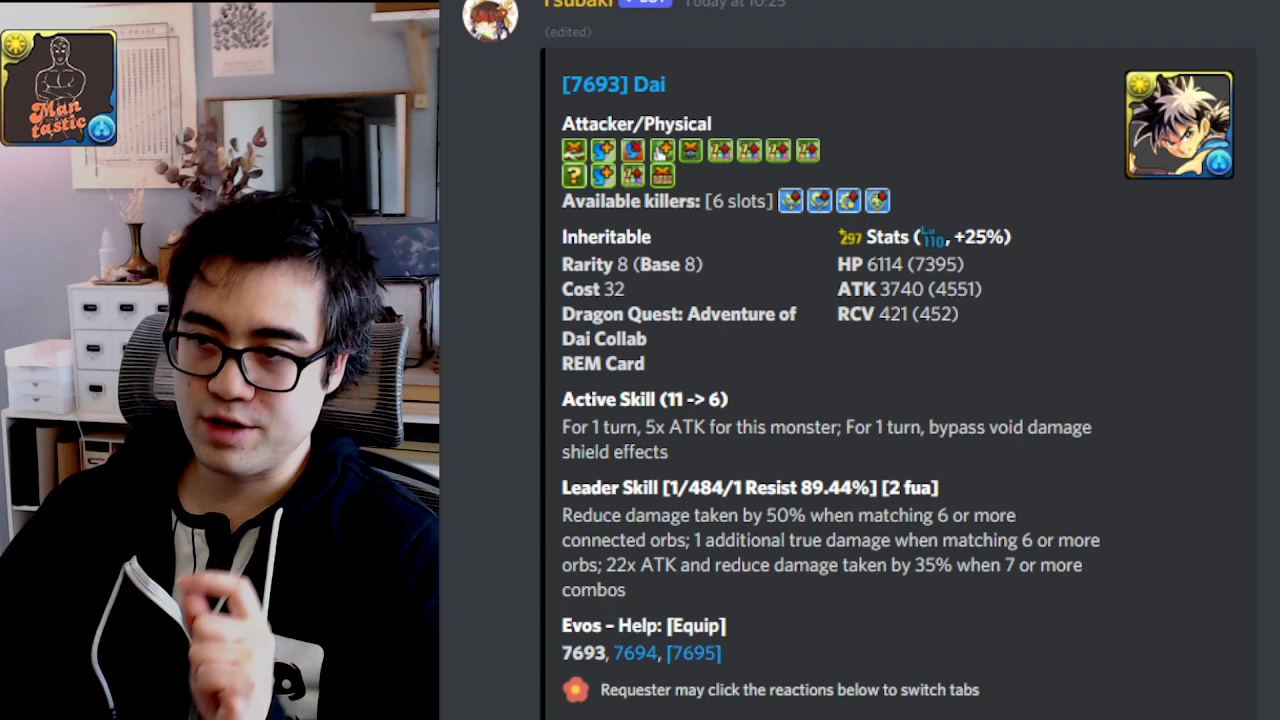 Tsubaki BOT Today at 10:25
(edited)
Man
tastic
[7693] Dai
Attacker/Physical
Available killers: [6 slots]
Inheritable
Rarity 8 (Base 8)
Cost 32
Dragon Quest: Adventure of
Dai Collab
REM Card
+297 Stats (Lv 110, +25%)
HP 6114 (7395)
ATK 3740 (4551)
RCV 421 (452)
Active Skill (11 -> 6)
For 1 turn, 5x ATK for this monster; For 1 turn, bypass void damage
shield effects
Leader Skill [1/484/1 Resist 89.44%] [2 fua]
Reduce damage taken by 50% when matching 6 or more
connected orbs; 1 additional true damage when matching 6 or more
orbs; 22x ATK and reduce damage taken by 35% when 7 or more
combos
Evos – Help: [Equip]
7693, 7694, [7695]
Requester may click the reactions below to switch tabs